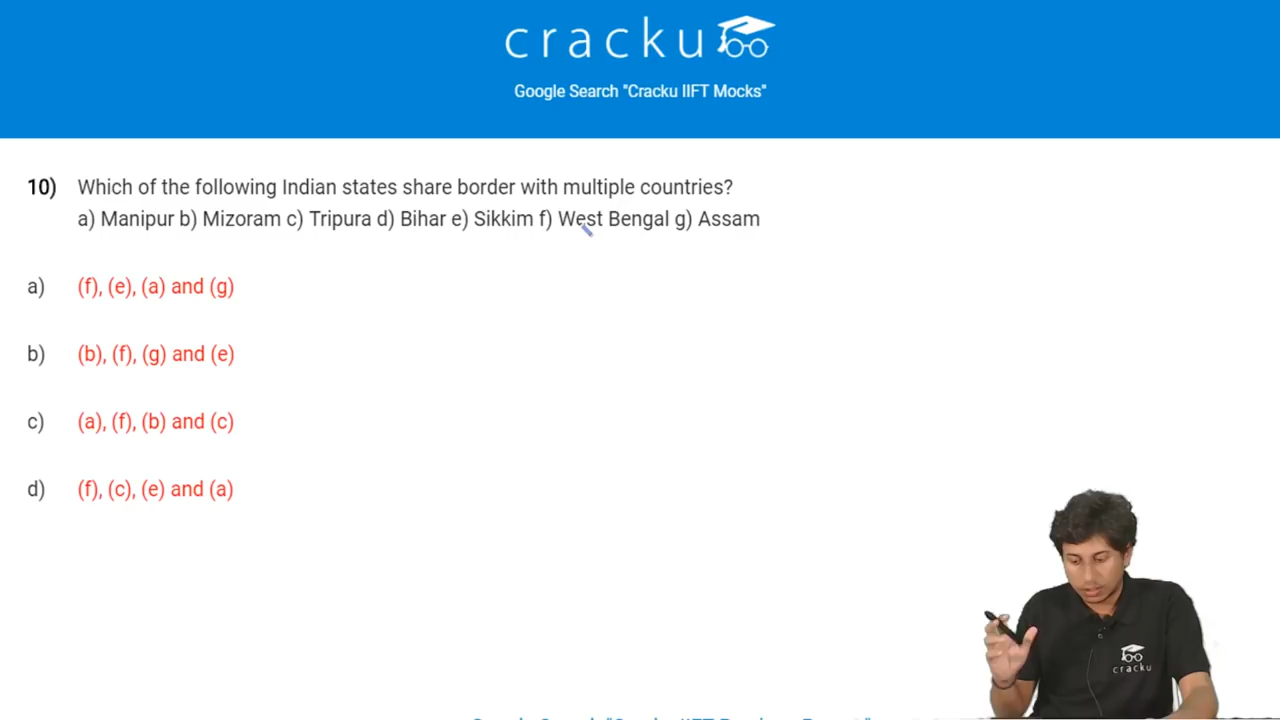 cracku
Google Search "Cracku IIFT Mocks"
10) Which of the following Indian states share border with multiple countries?
a) Manipur b) Mizoram c) Tripura d) Bihar e) Sikkim f) West Bengal g) Assam
a) (f), (e), (a) and (g)
b) (b), (f), (g) and (e)
c) (a), (f), (b) and (c)
d) (f), (c), (e) and (a)
cracku